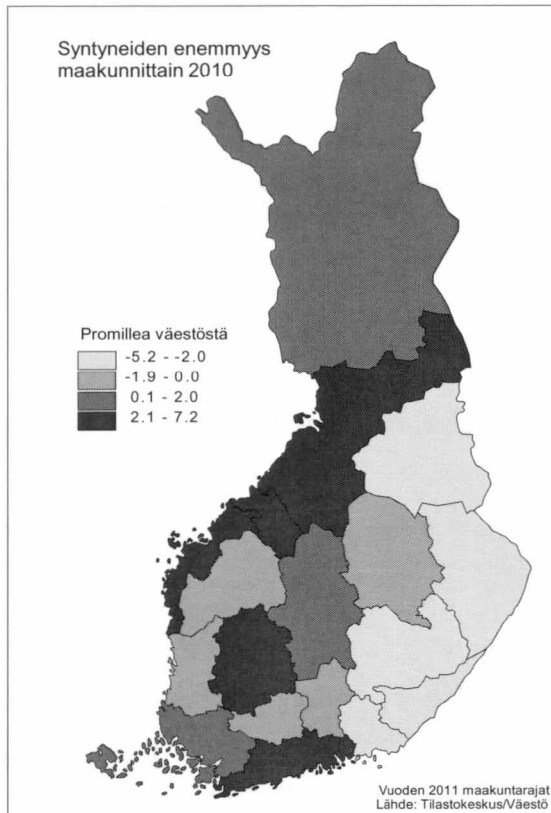 Syntyneiden enemmyys
maakunnittain 2010
Promillea väestöstä
-5.2 - -2.0
-1.9 - 0.0
0.1 - 2.0
2.1 - 7.2
Vuoden 2011 maakuntarajat
Lähde: Tilastokeskus/Väestö